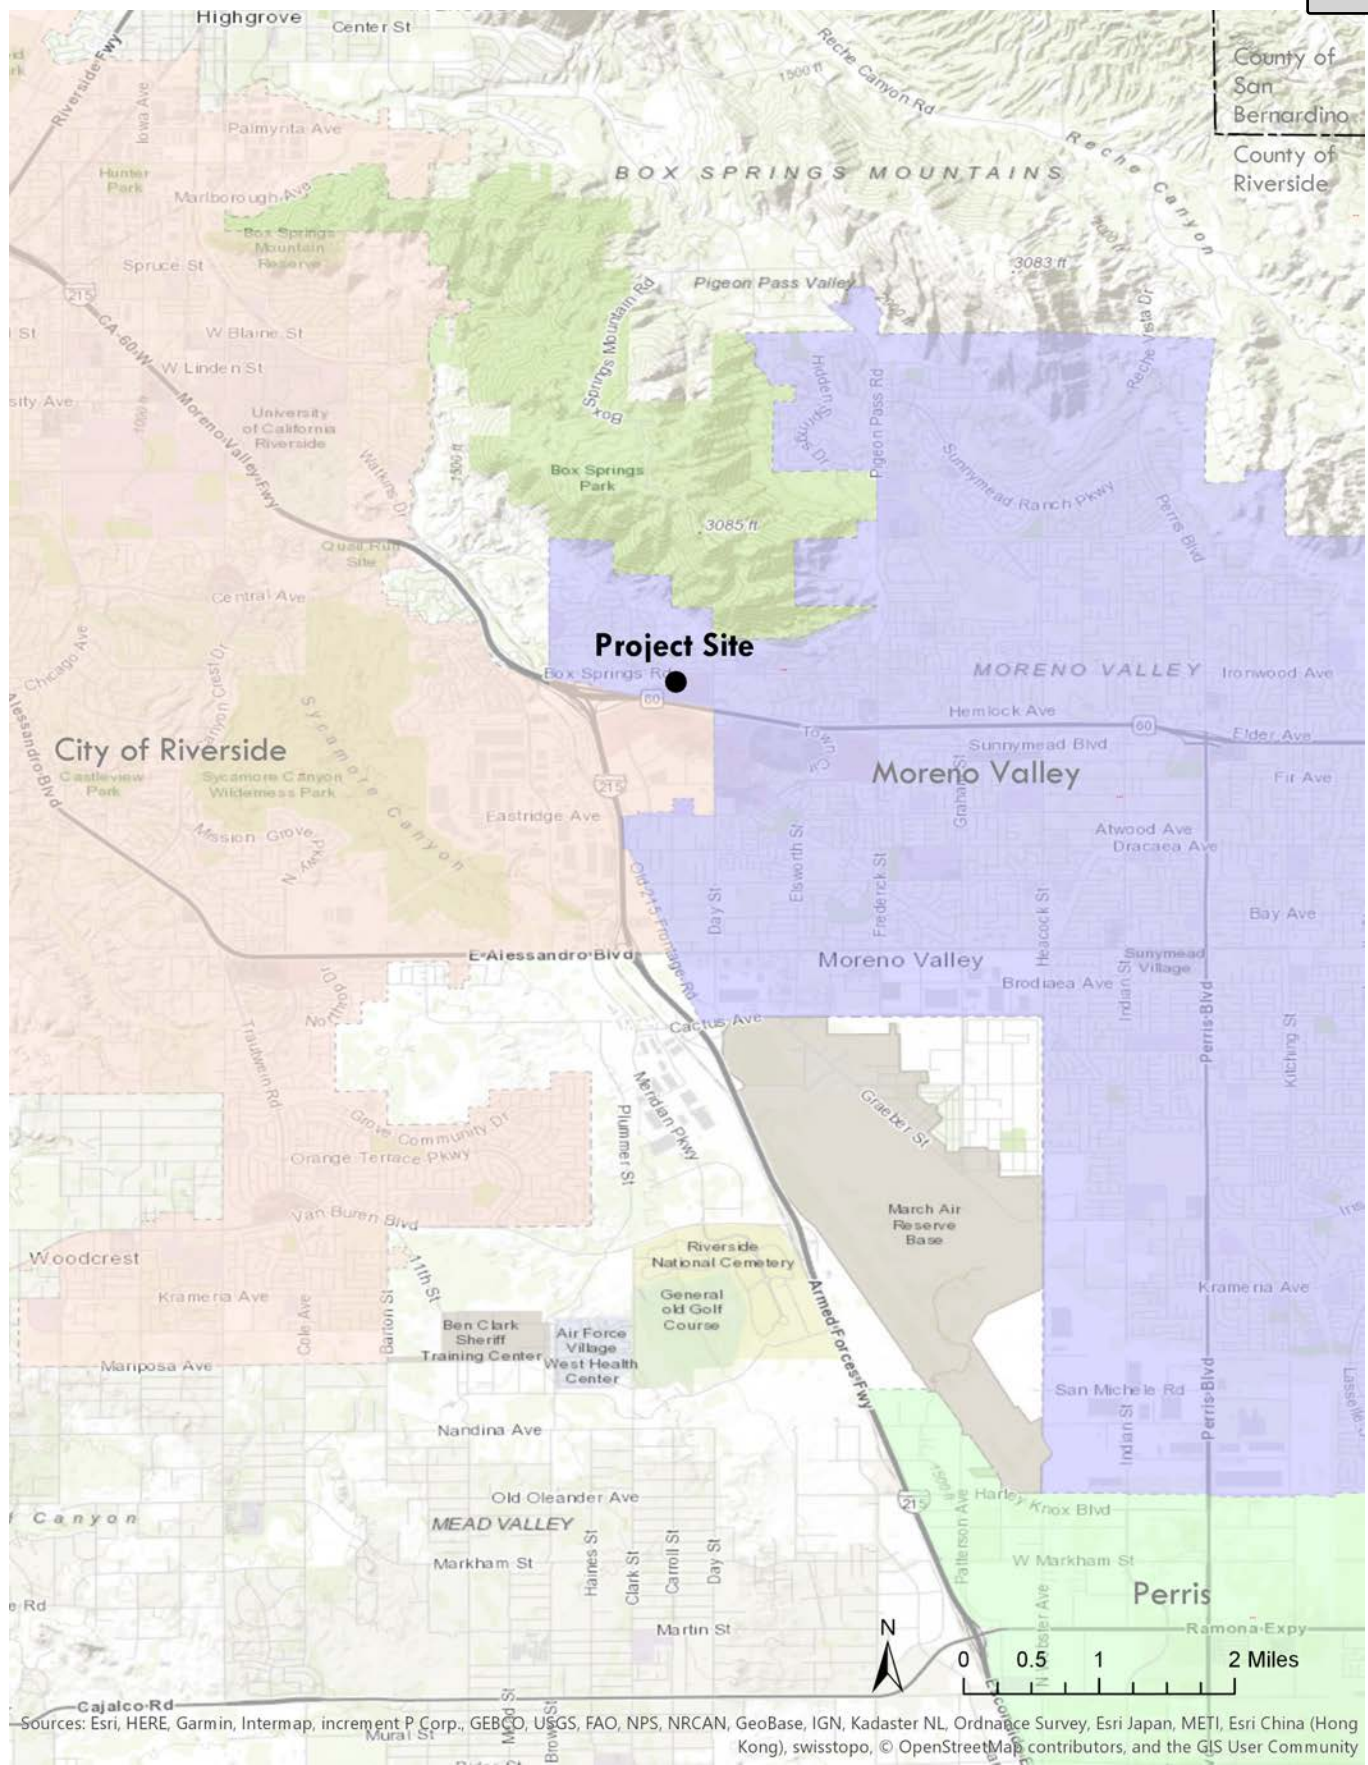 Highgrove
Center St
Riverside Fwy
Iowa Ave
Reche Canyon Rd
1500 ft
County of
San
Bernardino
County of
Riverside
Palmyrita Ave
Hunter
Park
Marlborough Ave
BOX SPRINGS MOUNTAINS
Reche Canyon
2000 ft
Box Springs
Mountain
Reserve
Spruce St
215
3083 ft
Pigeon Pass Valley
2000 ft
Box Springs Mountain Rd
Reche Vista Dr
CA-60 W
W Blaine St
W Linden St
Moreno Valley Fwy
1000 ft
University
of California
Riverside
Watkins Dr
1500 ft
Hidden Springs Dr
Pigeon Pass Rd
Sunnymead Ranch Pkwy
Perris Blvd
Box Springs
Park
3085 ft
Quail Run
Site
Central Ave
Chicago Ave
Canyon Crest Dr
Project Site
Box Springs Rd
60
MORENO VALLEY
Ironwood Ave
Hemlock Ave
60
Elder Ave
Sunnymead Blvd
Alessandro Blvd
City of Riverside
Sycamore Canyon
Castleview
Park
Sycamore Canyon
Wilderness Park
215
Moreno Valley
Fir Ave
Graham St
Mission Grove Pkwy N
Eastridge Ave
Atwood Ave
Dracaea Ave
Old 215 Frontage Rd
Day St
Elsworth St
Frederick St
Heacock St
Bay Ave
E Alessandro Blvd
Moreno Valley
Sunymead
Village
Brodiaea Ave
Indian St
Perris Blvd
Kitching St
Northrop Dr
Cactus Ave
Trautwein Rd
Meridian Pkwy
Plummer St
Graeber St
Grove Community Dr
Orange Terrace Pkwy
Van Buren Blvd
March Air
Reserve
Base
Woodcrest
11th St
Riverside
National Cemetery
Krameria Ave
Krameria Ave
General
old Golf
Course
Cole Ave
Barton St
Ben Clark
Sheriff
Training Center
Air Force
Village
West Health
Center
Armed Forces Fwy
Mariposa Ave
San Michele Rd
Indian St
Perris Blvd
Nandina Ave
1500 ft
215
Old Oleander Ave
Harley Knox Blvd
Canyon
MEAD VALLEY
Patterson Ave
Markham St
Haines St
Clark St
Carroll St
Day St
W Markham St
Perris
Martin St
Ramona Expy
N
0 0.5 1 2 Miles
Cajalco Rd
Sources: Esri, HERE, Garmin, Intermap, increment P Corp., GEBCO, USGS, FAO, NPS, NRCAN, GeoBase, IGN, Kadaster NL, Ordnance Survey, Esri Japan, METI, Esri China (Hong
Kong), swisstopo, © OpenStreetMap contributors, and the GIS User Community
Mural St